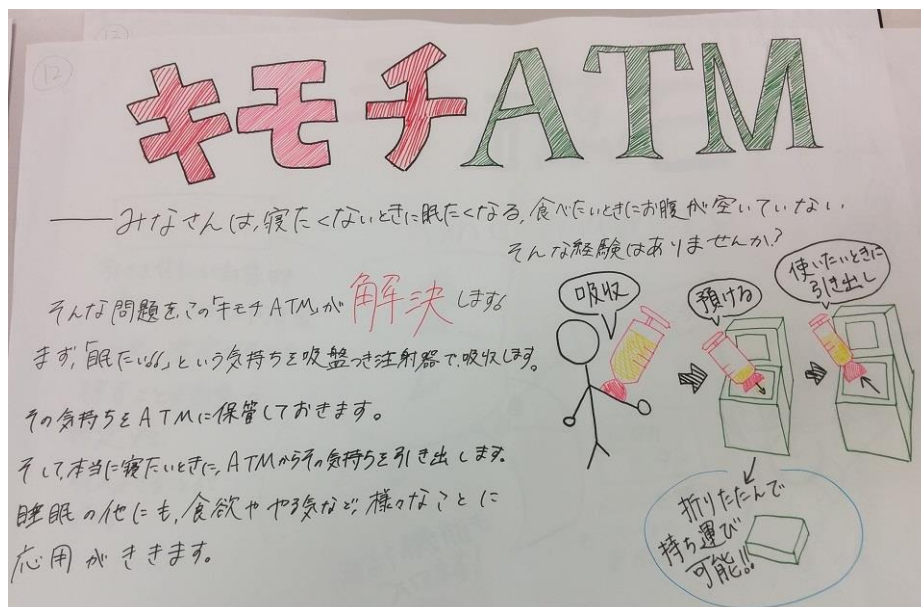 ⑫
キモチATM
――みなさんは,寝たくないときに眠たくなる,食べたいときにお腹が空いていない,
そんな経験はありませんか?
そんな問題をこの「キモチATM」が解決します!
まず,「眠たい…」という気持ちを吸盤つき注射器で,吸収します。
その気持ちをATMに保管しておきます。
そして,本当に寝たいときに,ATMからその気持ちを引き出します。
睡眠の他にも,食欲ややる気など,様々なことに
応用がききます。
吸収
預ける
使いたいときに
引き出し
折りたたんで
持ち運び
可能!!